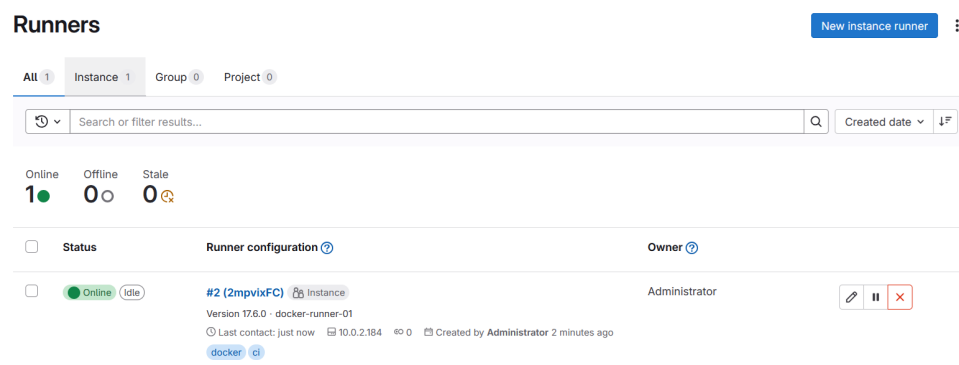 Runners
New instance runner
All 1 Instance 1 Group 0 Project 0
Search or filter results...
Created date
Online Offline Stale
1 0 0
Status Runner configuration Owner
Online Idle #2 (2mpvixFC) Instance Administrator
Version 17.6.0 · docker-runner-01
Last contact: just now 10.0.2.184 0 Created by Administrator 2 minutes ago
docker ci